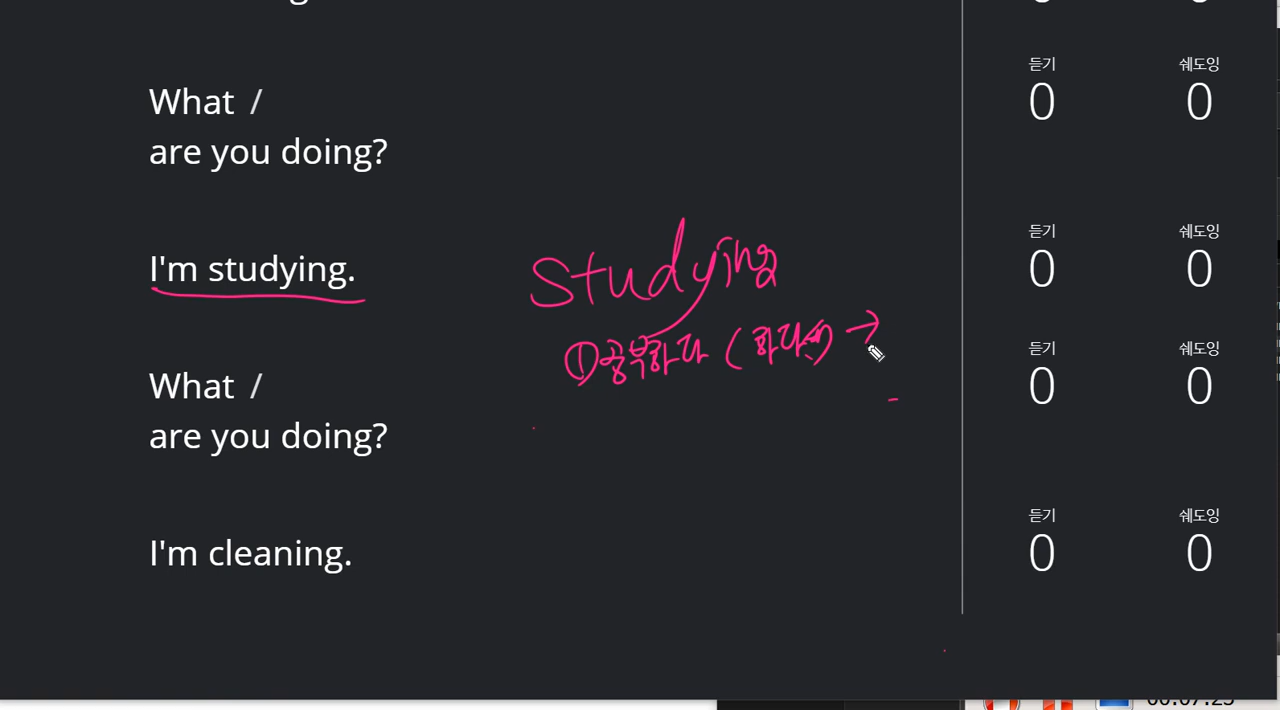 듣기 쉐도잉
What / 0 0
are you doing?
듣기 쉐도잉
I'm studying. 0 0
studying
①공부하다 (하다) →
듣기 쉐도잉
What / 0 0
are you doing?
듣기 쉐도잉
I'm cleaning. 0 0